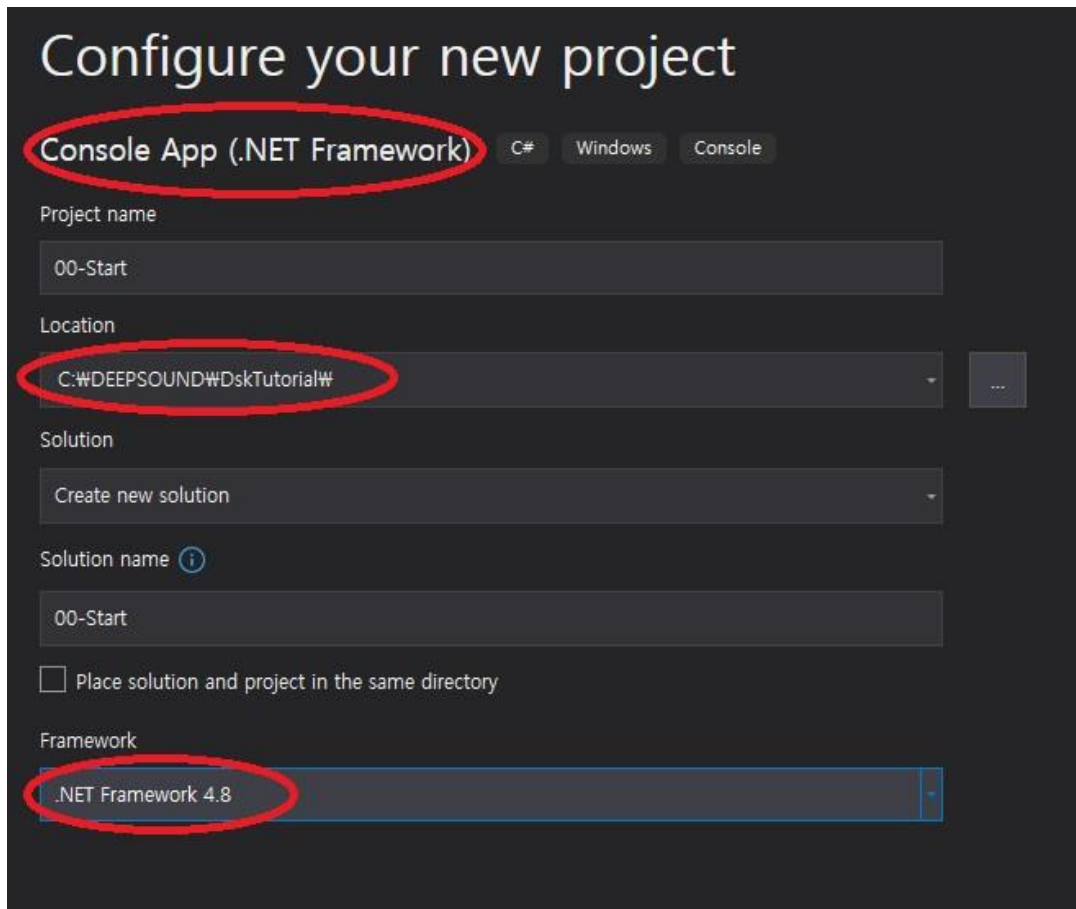 Configure your new project
Console App (.NET Framework) C# Windows Console
Project name
00-Start
Location
C:₩DEEPSOUND₩DskTutorial₩
...
Solution
Create new solution
Solution name
00-Start
Place solution and project in the same directory
Framework
.NET Framework 4.8